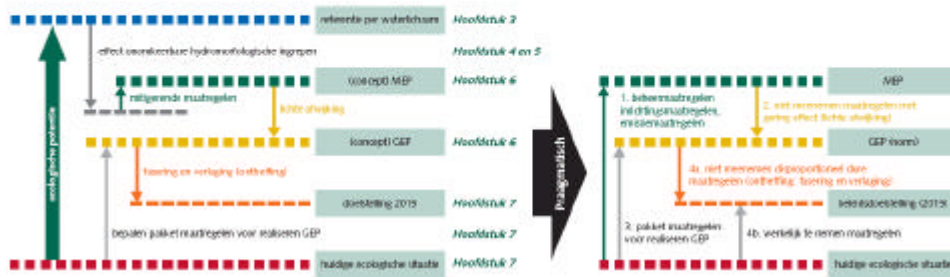 referentie per waterlichaam
Hoofdstuk 3
effect onomkeerbare hydromorfologische ingrepen
Hoofdstuk 4 en 5
(concept) MEP
Hoofdstuk 6
mitigerende maatregelen
lichte afwijking
(concept) GEP
Hoofdstuk 6
fasering en verlaging (ontheffing)
doelstelling 2015
Hoofdstuk 7
bepalen pakket maatregelen voor realiseren GEP
Hoofdstuk 7
huidige ecologische situatie
Hoofdstuk 7
ecologische potentie
Pragmatisch
MEP
1. beheermaatregelen
inrichtingsmaatregelen,
emissiemaatregelen
2. niet meenemen maatregelen met
gering effect (lichte afwijking)
GEP (norm)
4a. niet meenemen disproportioneel dure
maatregelen (ontheffing: fasering en verlaging)
beleidsdoelstelling (2015)
3. pakket maatregelen
voor realiseren GEP
4b. werkelijk te nemen maatregelen
huidige ecologische situatie